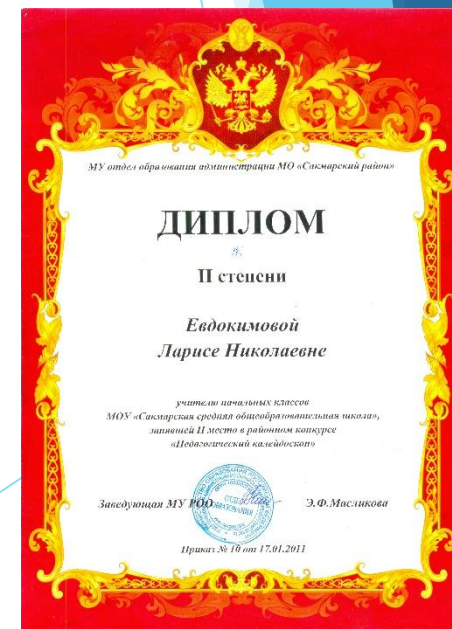 МУ отдел образования администрации МО «Сакмарский район»
ДИПЛОМ
II степени
Евдокимовой
Ларисе Николаевне
учителю начальных классов
МОУ «Сакмарская средняя общеобразовательная школа»,
занявшей II место в районном конкурсе
«Педагогический калейдоскоп»
Заведующая МУ РОО Э.Ф.Масликова
Приказ № 10 от 17.01.2011